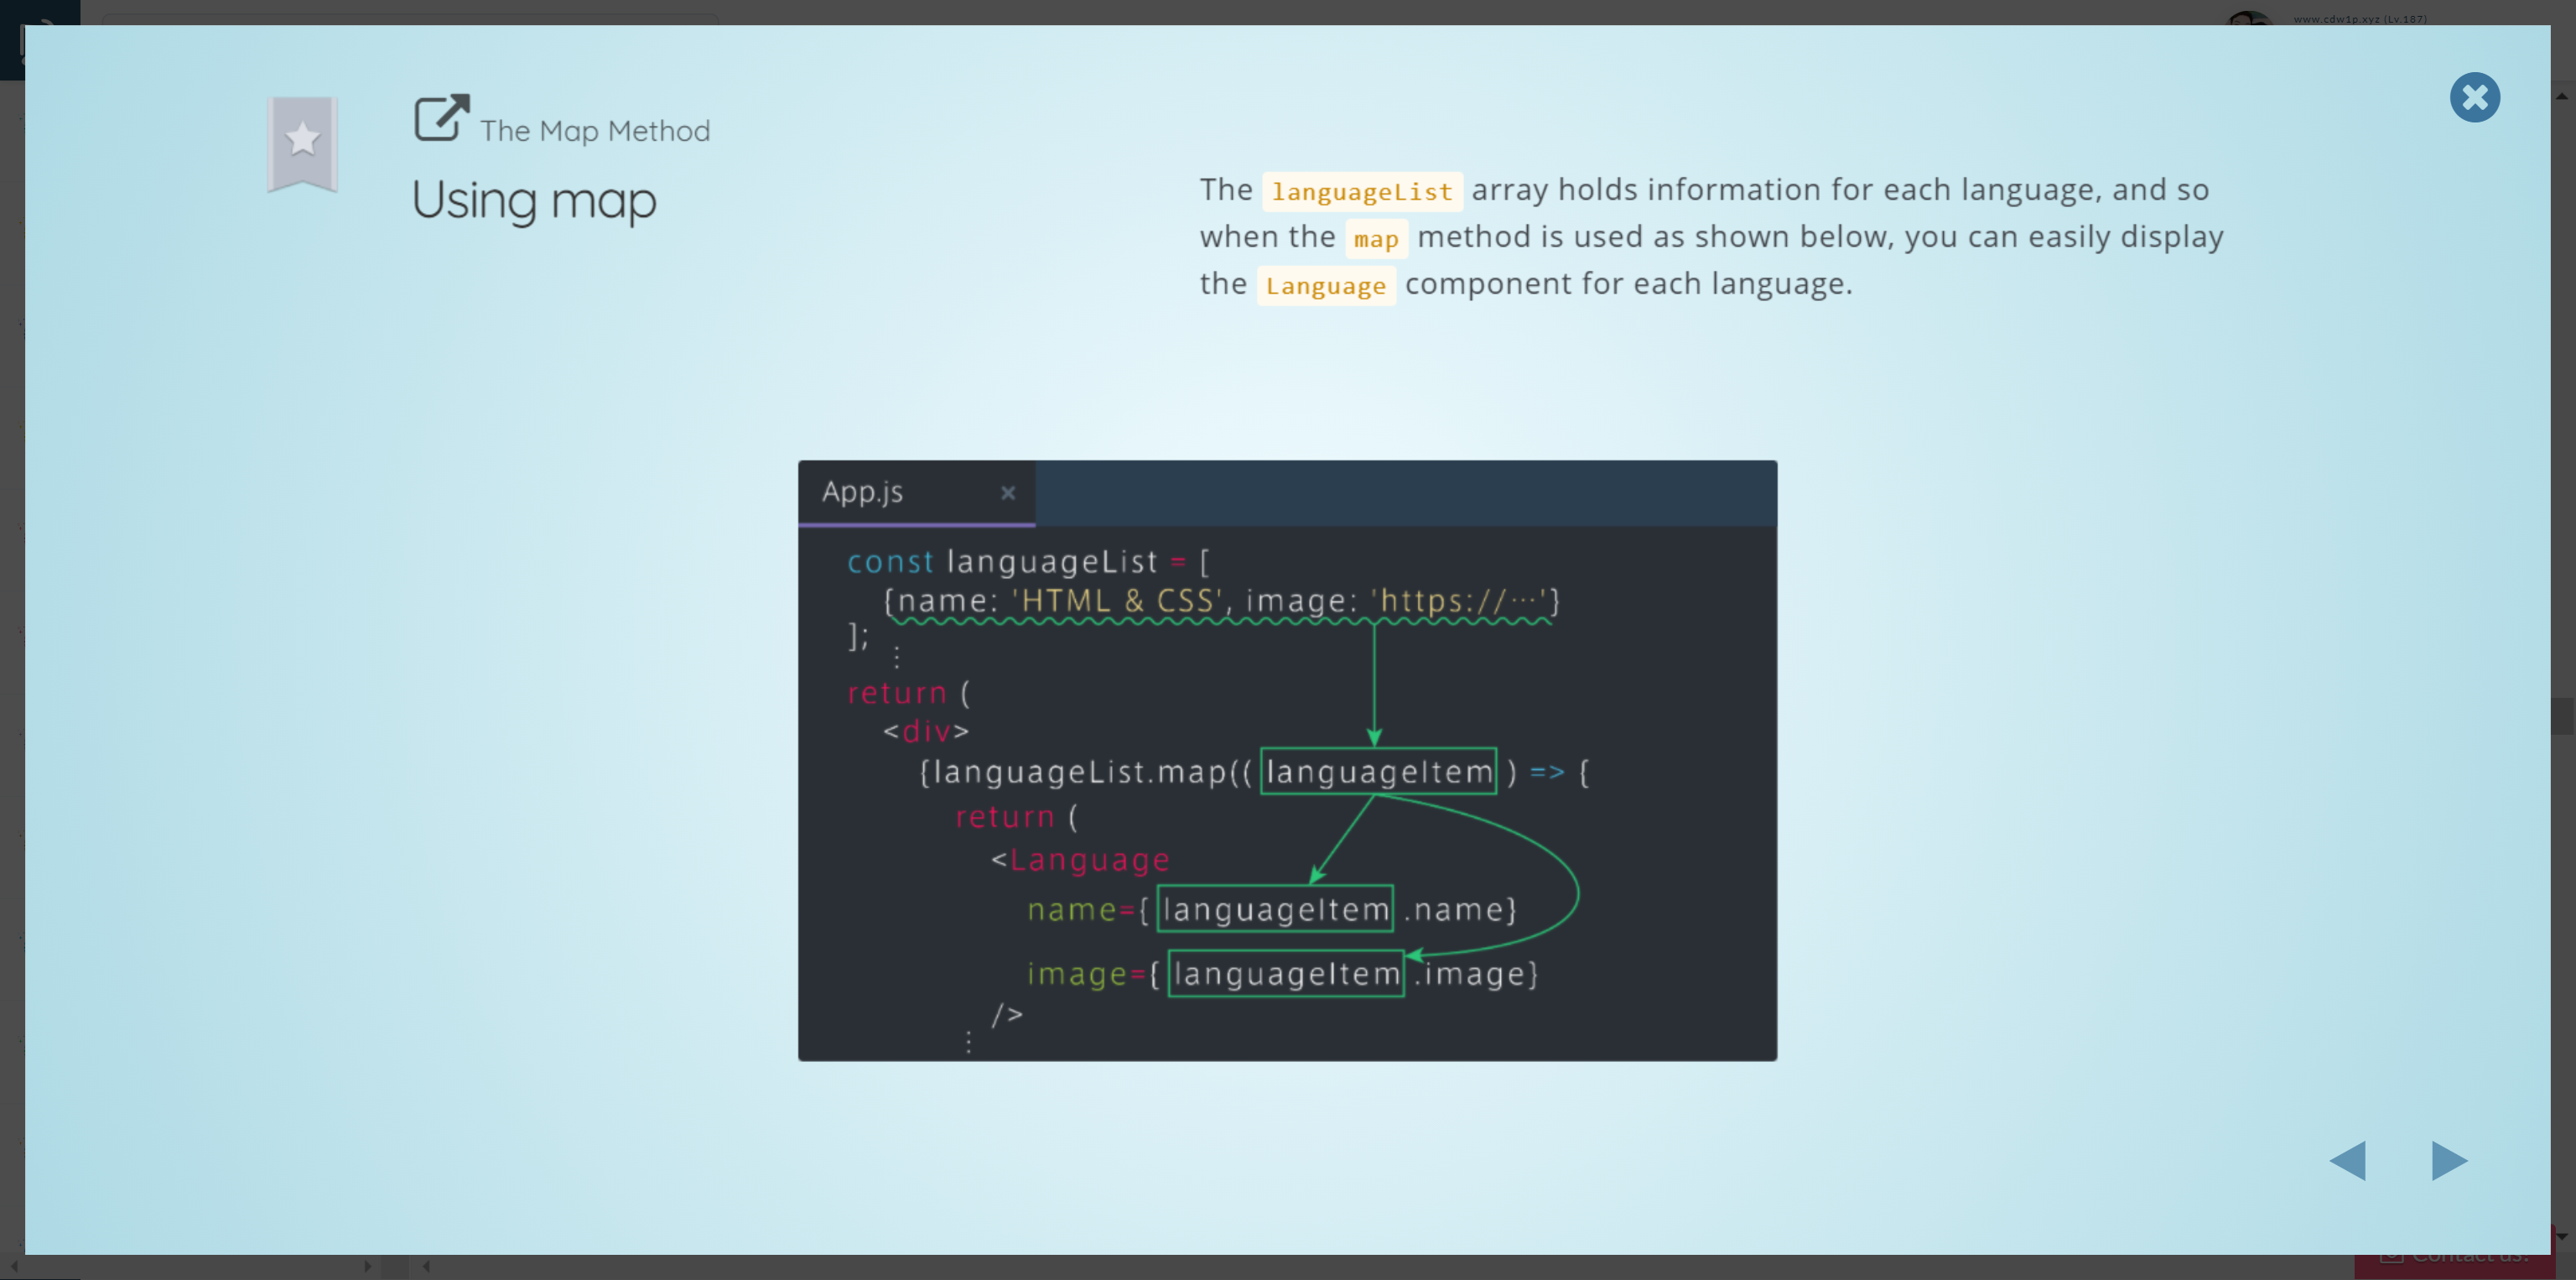 www.cdw1p.xyz (Lv.187)
The Map Method
Using map
The languageList array holds information for each language, and so
when the map method is used as shown below, you can easily display
the Language component for each language.
App.js ×
const languageList = [
{name: 'HTML & CSS', image: 'https://⋯'}
];
⋮
return (
<div>
{languageList.map((languageItem) => {
return (
<Language
name={languageItem.name}
image={languageItem.image}
/>
⋮
Contact us!